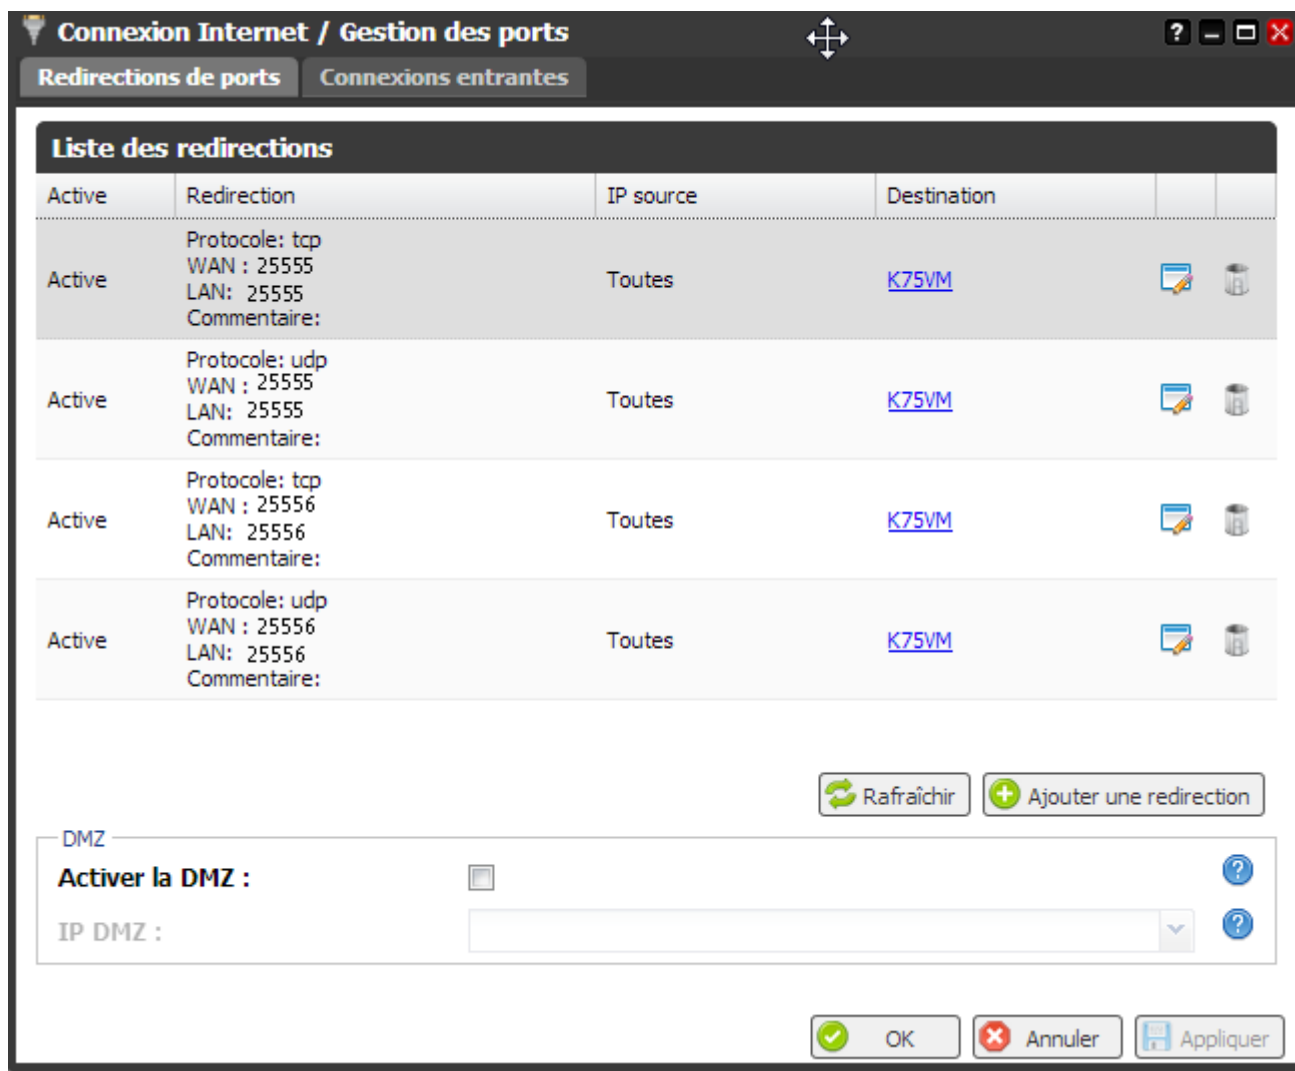 Connexion Internet / Gestion des ports
Redirections de ports Connexions entrantes
Liste des redirections
Active Redirection IP source Destination
Protocole: tcp
WAN : 25555
Active Toutes K75VM
LAN: 25555
Commentaire:
Protocole: udp
WAN : 25555
Active Toutes K75VM
LAN: 25555
Commentaire:
Protocole: tcp
WAN : 25556
Active Toutes K75VM
LAN: 25556
Commentaire:
Protocole: udp
WAN : 25556
Active Toutes K75VM
LAN: 25556
Commentaire:
Rafraîchir Ajouter une redirection
DMZ
Activer la DMZ : ?
IP DMZ : ?
OK Annuler Appliquer